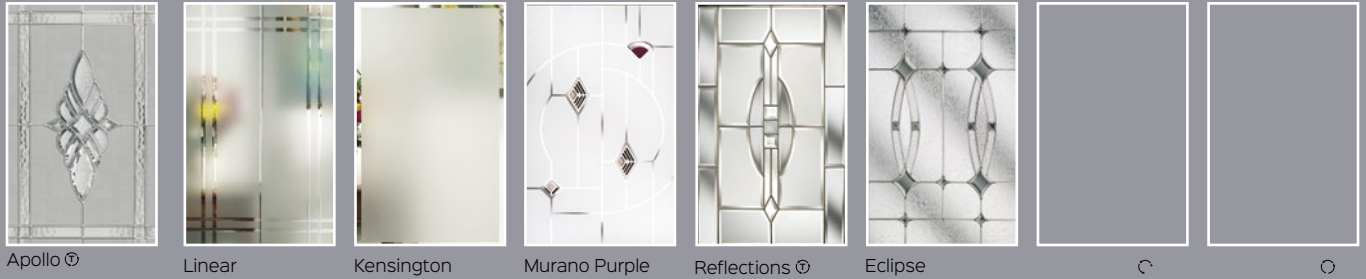 Apollo Ⓣ
Linear
Kensington
Murano Purple
Reflections Ⓣ
Eclipse